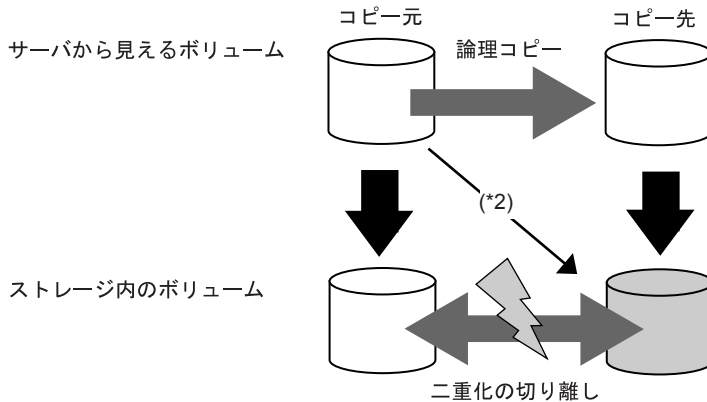 コピー元
コピー先
サーバから見えるボリューム
論理コピー
(*2)
ストレージ内のボリューム
二重化の切り離し